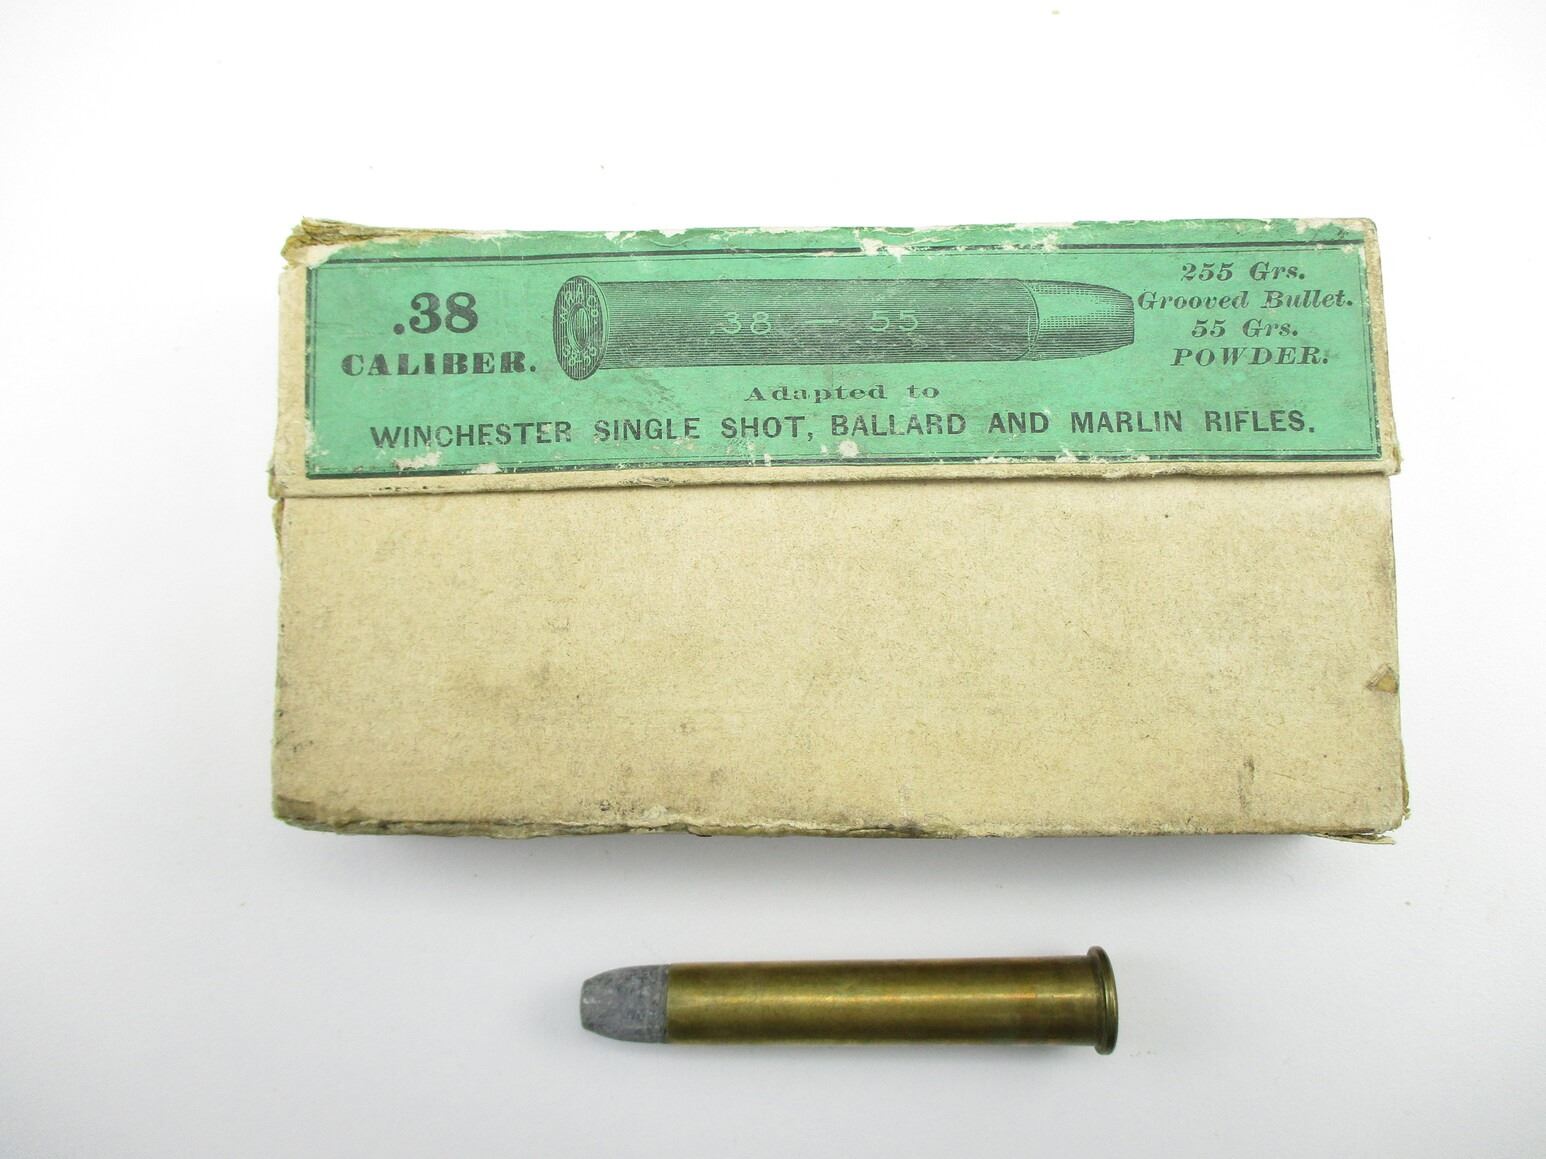 .38
CALIBER.
W.R.A.CO.
.38 — 55
255 Grs.
Grooved Bullet.
55 Grs.
POWDER.
Adapted to
WINCHESTER SINGLE SHOT, BALLARD AND MARLIN RIFLES.